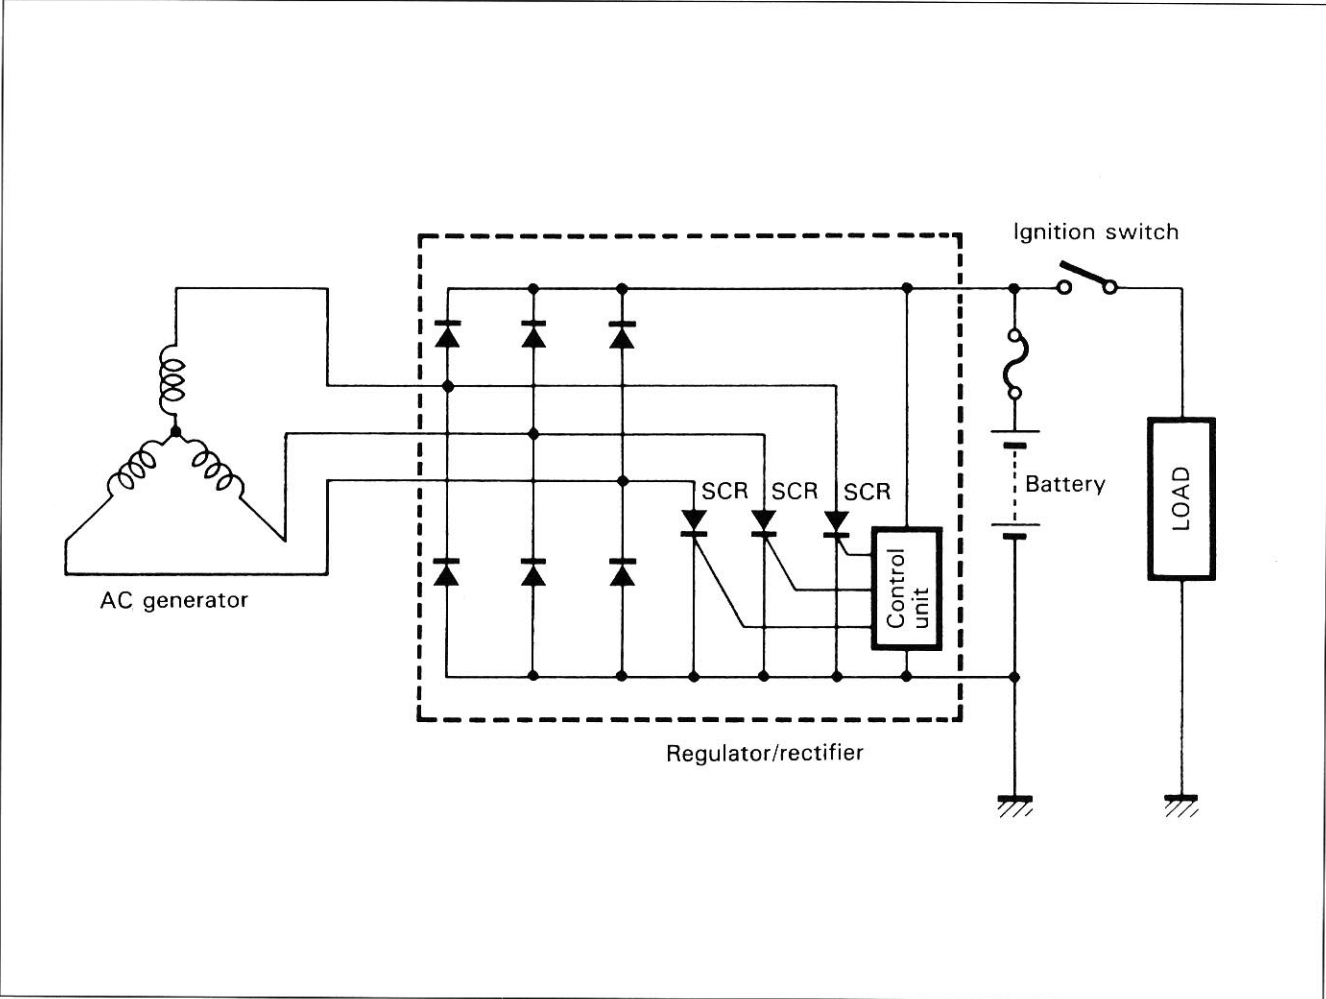 Ignition switch
SCR SCR SCR
Battery
LOAD
Control
unit
AC generator
Regulator/rectifier